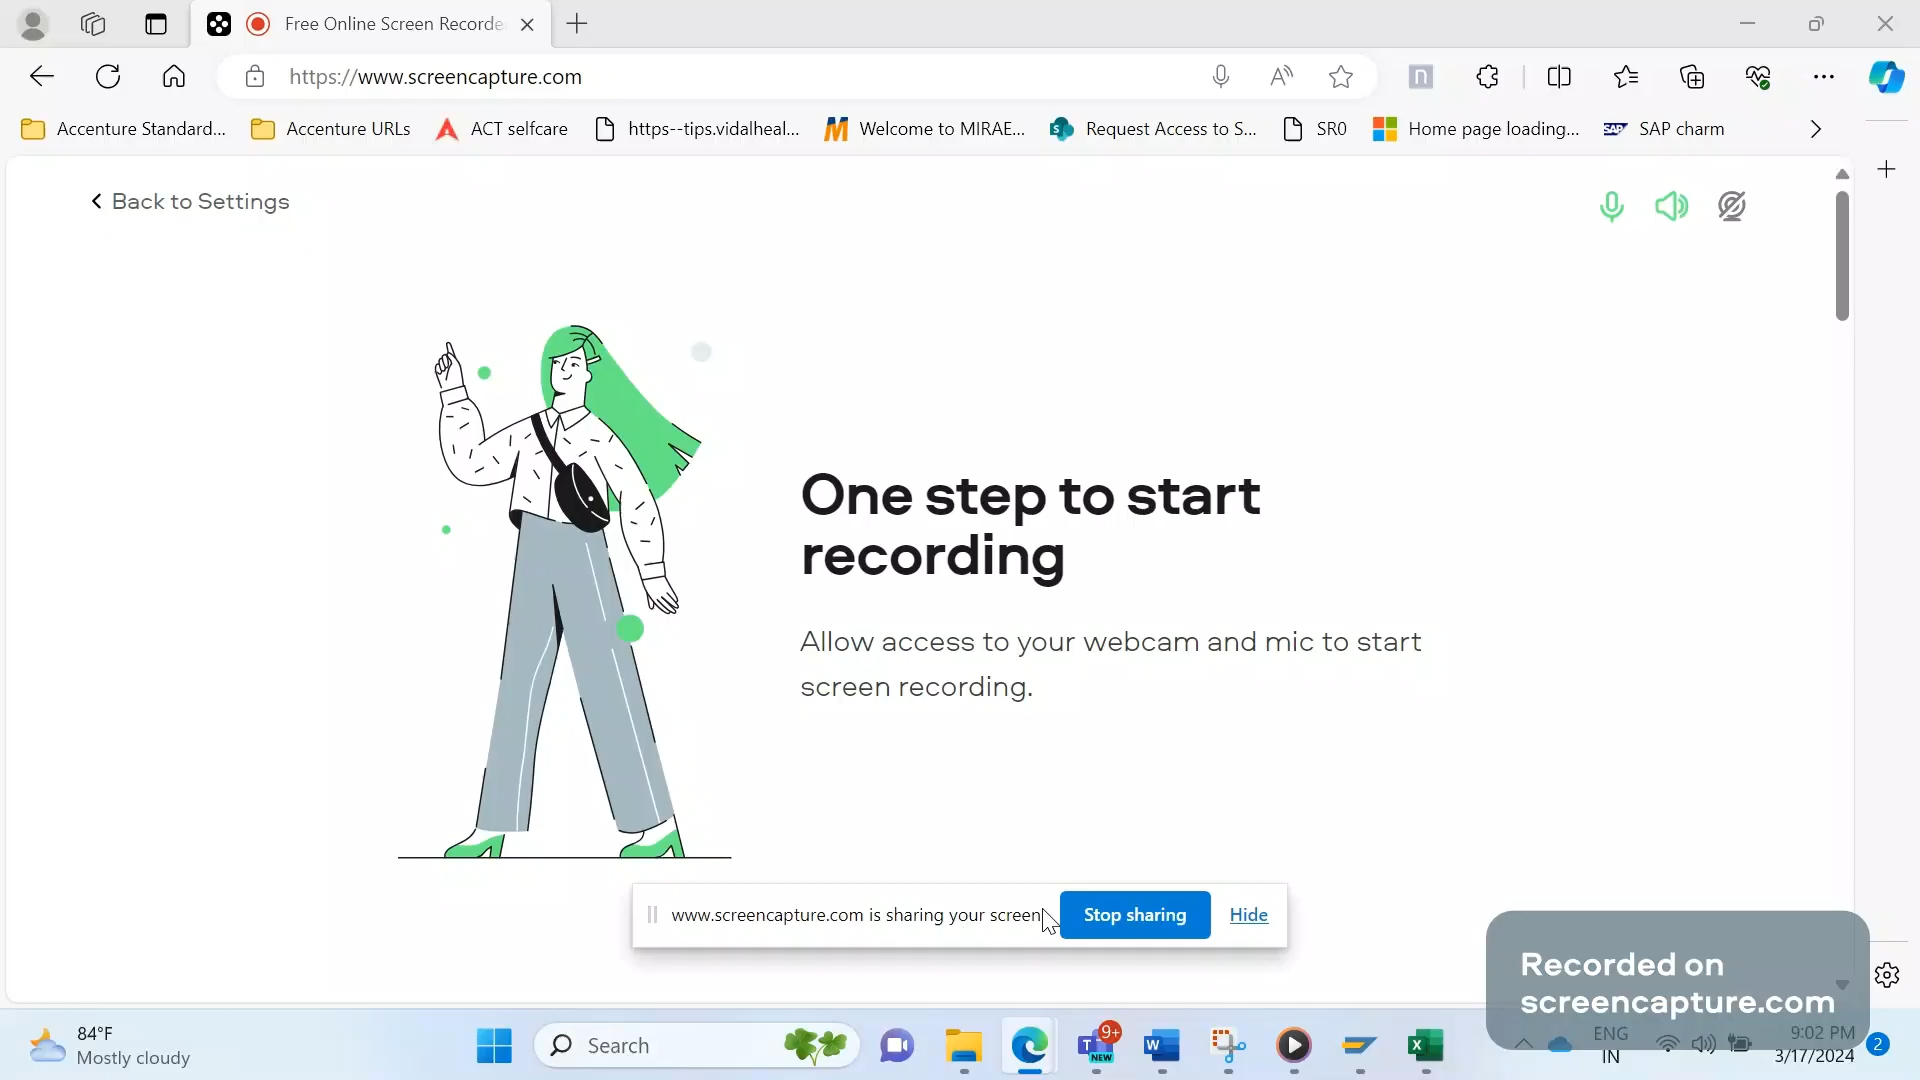 Free Online Screen Recorde
https://www.screencapture.com
Accenture Standard... Accenture URLs ACT selfcare https--tips.vidalheal... Welcome to MIRAE... Request Access to S... SR0 Home page loading... SAP charm
Back to Settings
One step to start
recording
Allow access to your webcam and mic to start
screen recording.
www.screencapture.com is sharing your screen
Stop sharing
Hide
Recorded on
screencapture.com
84°F
Mostly cloudy
Search
9+
NEW
ENG
IN
9:02 PM
3/17/2024
2